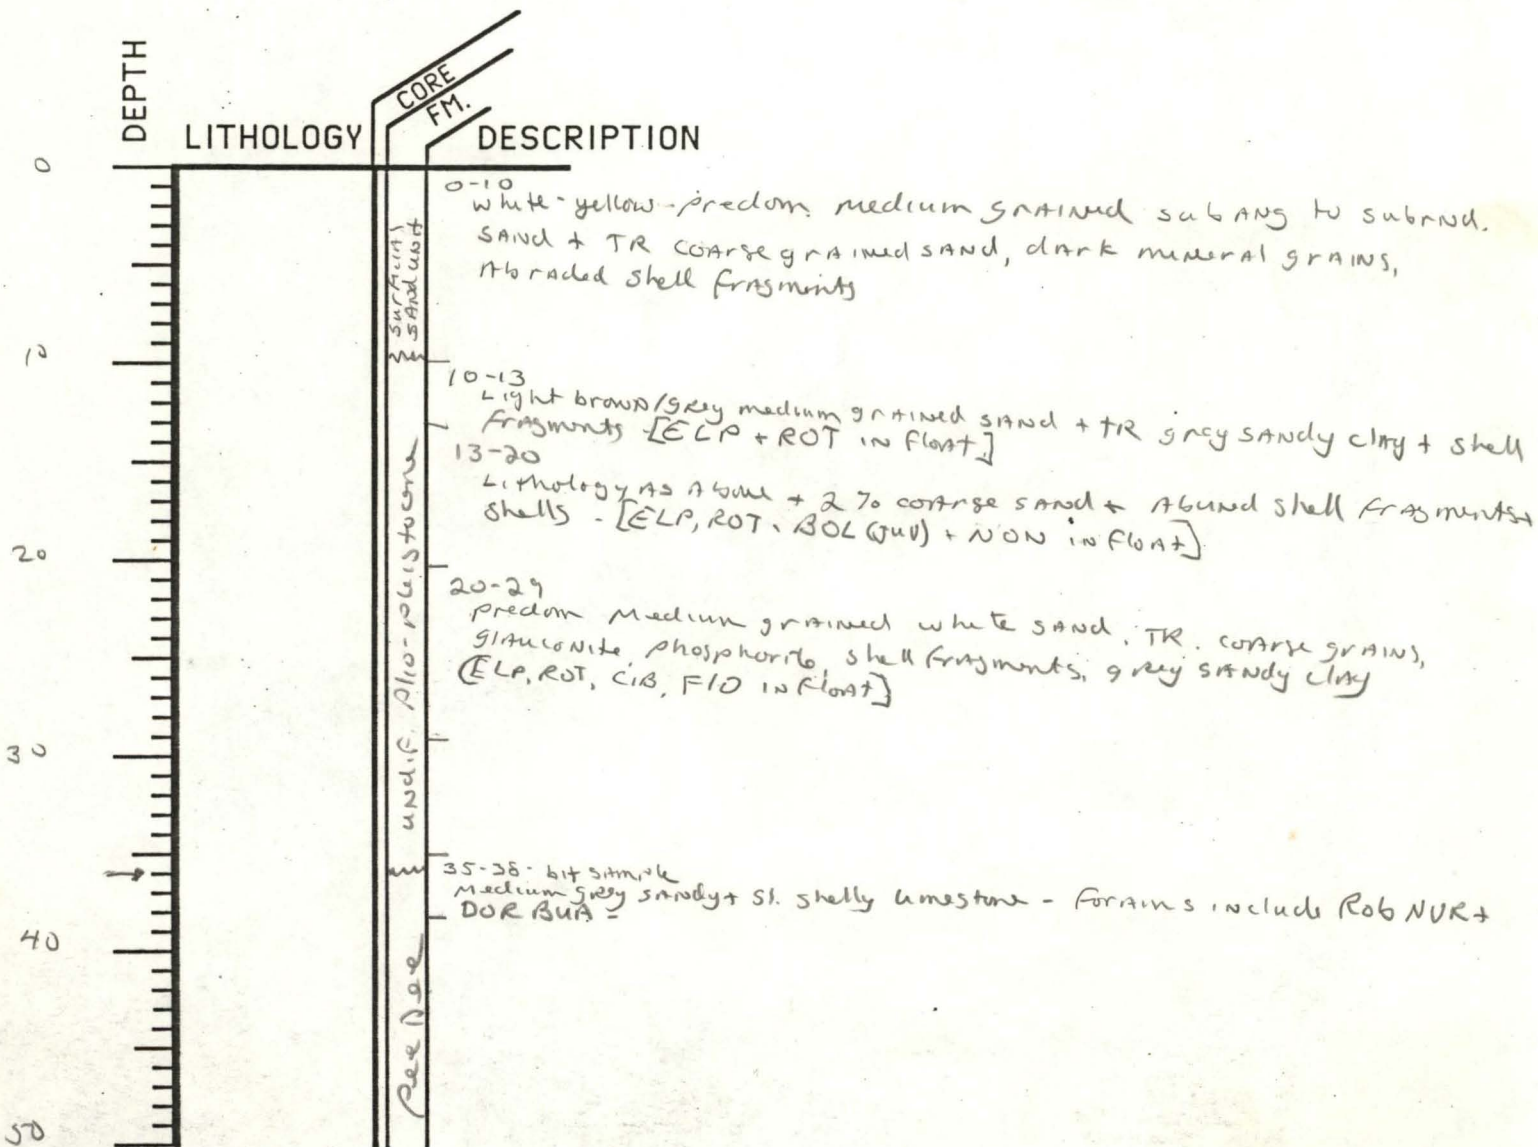 DEPTH
LITHOLOGY
CORE
FM.
DESCRIPTION
0
10
20
30
40
50
surficial
sand unit
undif. Plio-pleistocene
Pee Dee
0-10
white-yellow-predom. medium grained subang to subrnd.
sand + TR coarse grained sand, dark mineral grains,
Abraded shell fragments
10-13
Light brown/grey medium grained sand + TR grey sandy clay + shell
fragments -[ELP + ROT in float]
13-20
Lithology as above + 2% coarse sand + Abund shell fragments+
shells - [ELP, ROT, BOL (juv) + NON in float]
20-29
predom medium grained white sand, TR. coarse grains,
glauconite, phosphorite, shell fragments, grey sandy clay
(ELP, ROT, CIB, FIO in float]
35-38- bit sample
medium grey sandy + Sl. shelly limestone - forams include Rob NUR +
DOR BUA -